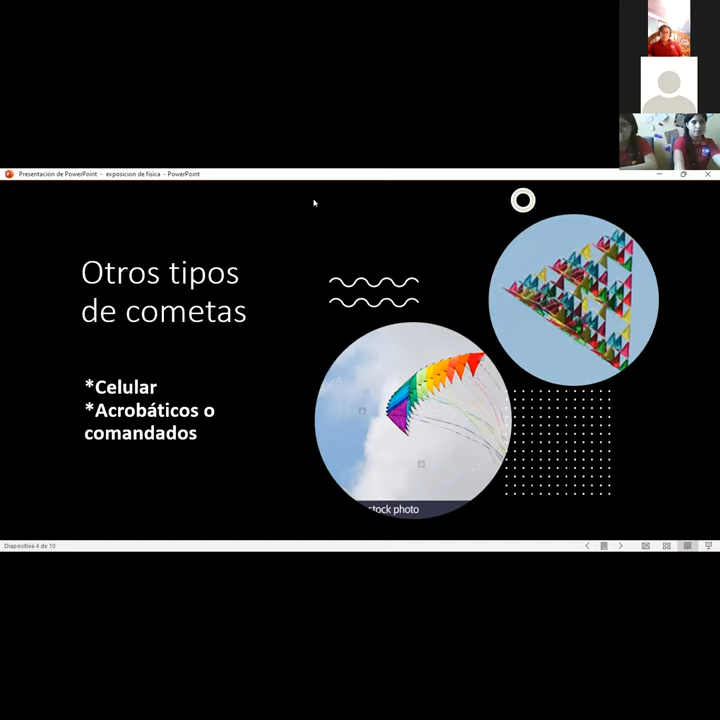 Presentación de PowerPoint - exposicion de fisica - PowerPoint
Otros tipos
de cometas
*Celular
*Acrobáticos o
comandados
stock photo
Diapositiva 4 de 10